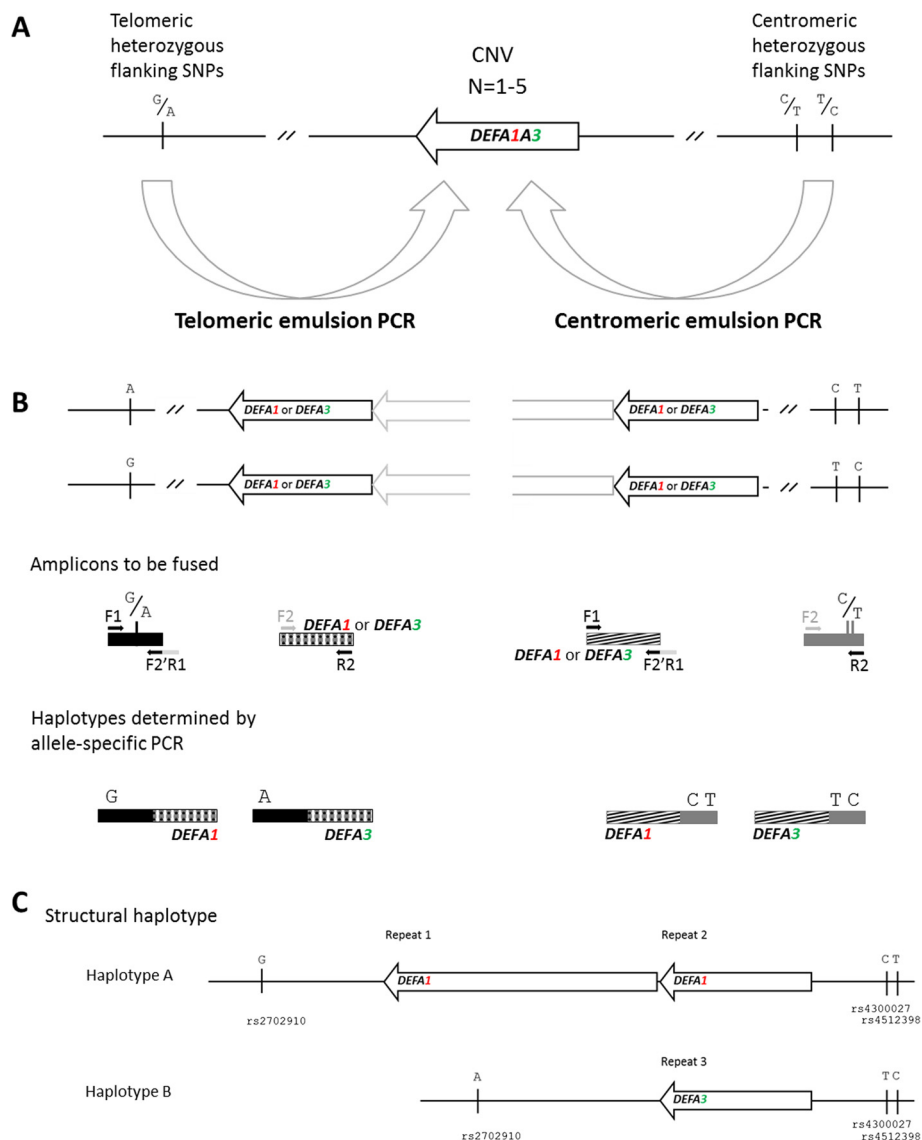 A
Telomeric
heterozygous
flanking SNPs
G/A
CNV
N=1-5
DEFA1A3
Centromeric
heterozygous
flanking SNPs
C/T T/C
//
//
Telomeric emulsion PCR
Centromeric emulsion PCR
B
A
//
DEFA1 or DEFA3
DEFA1 or DEFA3
//
C T
G
//
DEFA1 or DEFA3
DEFA1 or DEFA3
//
T C
Amplicons to be fused
G/A
F1
F2'R1
F2
DEFA1 or DEFA3
R2
F1
DEFA1 or DEFA3
F2'R1
C/T
F2
R2
Haplotypes determined by
allele-specific PCR
G
DEFA1
A
DEFA3
C T
DEFA1
T C
DEFA3
C
Structural haplotype
Repeat 1
Repeat 2
Haplotype A
G
DEFA1
DEFA1
C T
rs2702910
rs4300027
rs4512398
Repeat 3
Haplotype B
A
DEFA3
T C
rs2702910
rs4300027
rs4512398